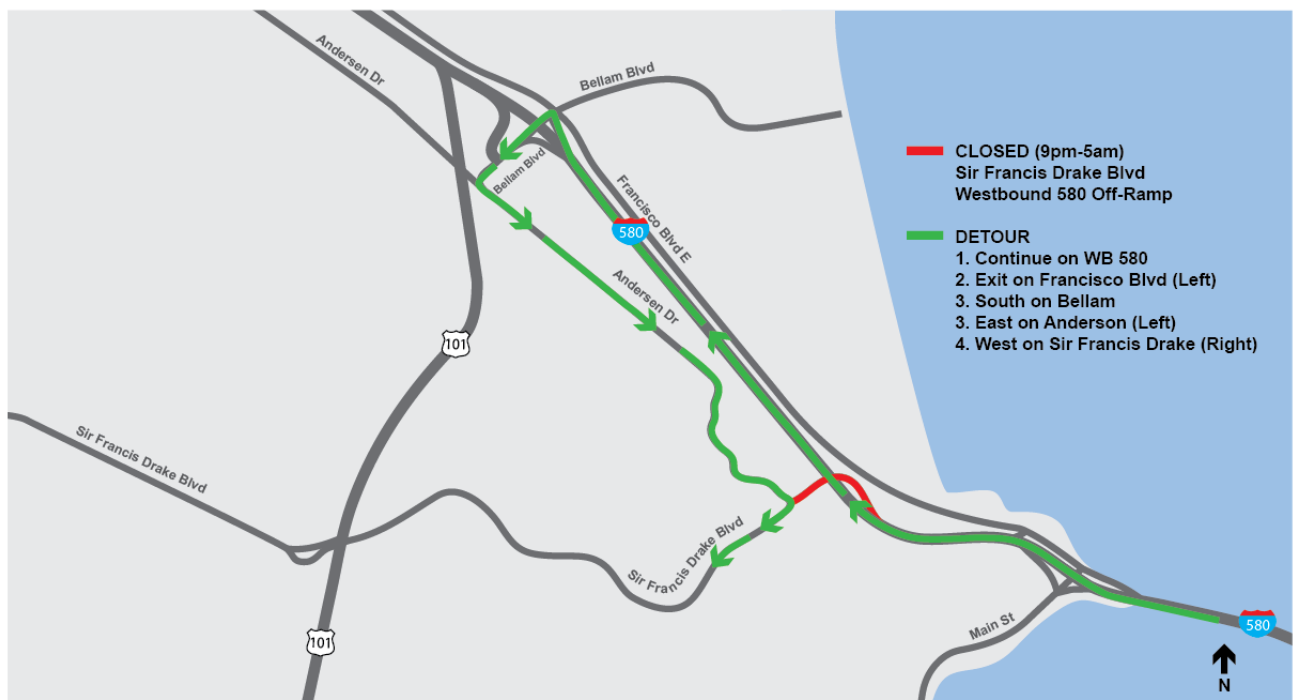 Andersen Dr
Bellam Blvd
Bellam Blvd
Francisco Blvd E
580
Andersen Dr
101
Sir Francis Drake Blvd
Sir Francis Drake Blvd
Main St
101
580
N
CLOSED (9pm-5am)
Sir Francis Drake Blvd
Westbound 580 Off-Ramp
DETOUR
1. Continue on WB 580
2. Exit on Francisco Blvd (Left)
3. South on Bellam
3. East on Anderson (Left)
4. West on Sir Francis Drake (Right)